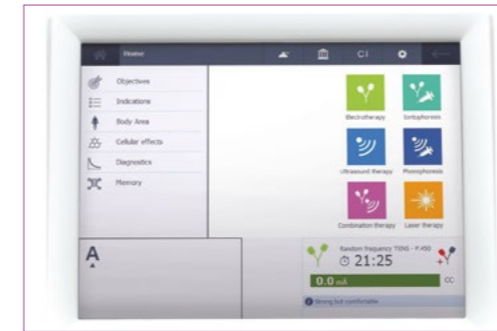 Home
CI
Objectives
Indications
Body Area
Cellular effects
Diagnostics
Memory
Electrotherapy
Iontophoresis
Ultrasound therapy
Phonophoresis
Combination therapy
Laser therapy
A
Random frequency TENS - P.450
21:25
0.0 mA
CC
Strong but comfortable